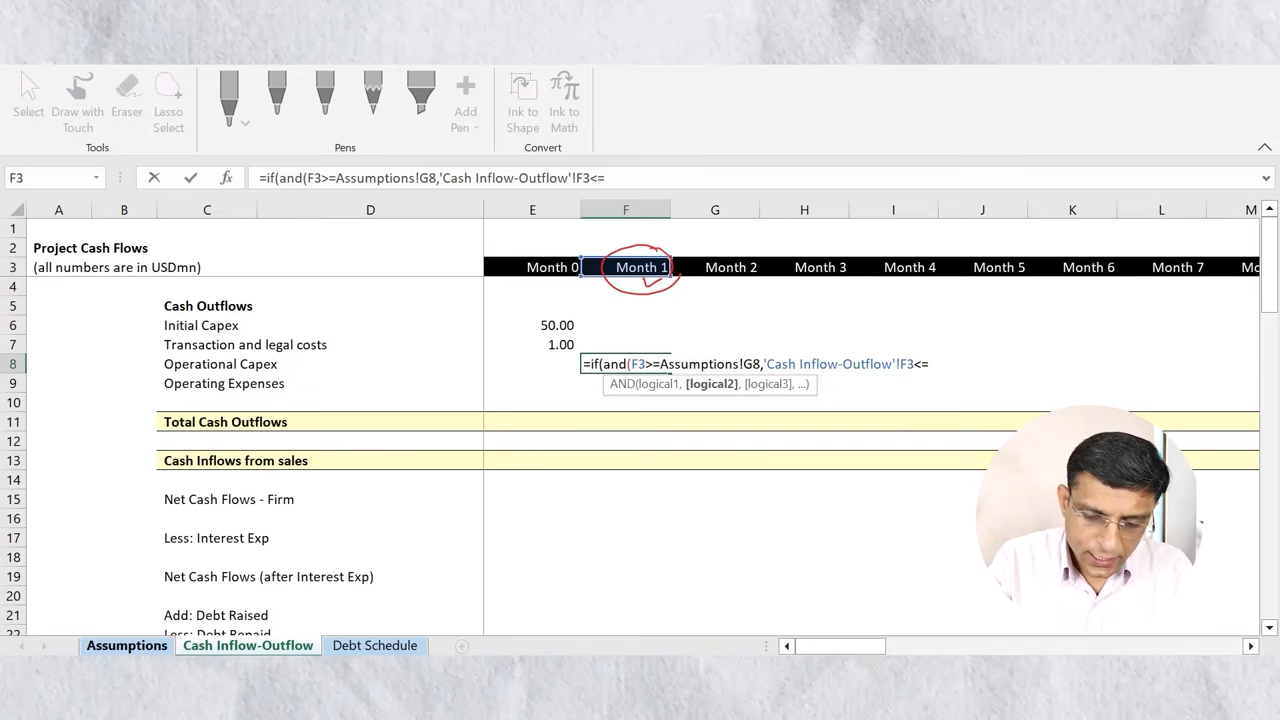 Select
Draw with Touch
Eraser
Lasso Select
Add Pen
Ink to Shape
Ink to Math
Tools
Pens
Convert
F3
fx
=if(and(F3>=Assumptions!G8,'Cash Inflow-Outflow'!F3<=
A B C D E F G H I J K L M
1
2 Project Cash Flows
3 (all numbers are in USDmn) Month 0 Month 1 Month 2 Month 3 Month 4 Month 5 Month 6 Month 7 Mo
4
5 Cash Outflows
6 Initial Capex 50.00
7 Transaction and legal costs 1.00
8 Operational Capex =if(and(F3>=Assumptions!G8,'Cash Inflow-Outflow'!F3<=
9 Operating Expenses AND(logical1, [logical2], [logical3], ...)
10
11 Total Cash Outflows
12
13 Cash Inflows from sales
14
15 Net Cash Flows - Firm
16
17 Less: Interest Exp
18
19 Net Cash Flows (after Interest Exp)
20
21 Add: Debt Raised
22 Less: Debt Repaid
Assumptions Cash Inflow-Outflow Debt Schedule